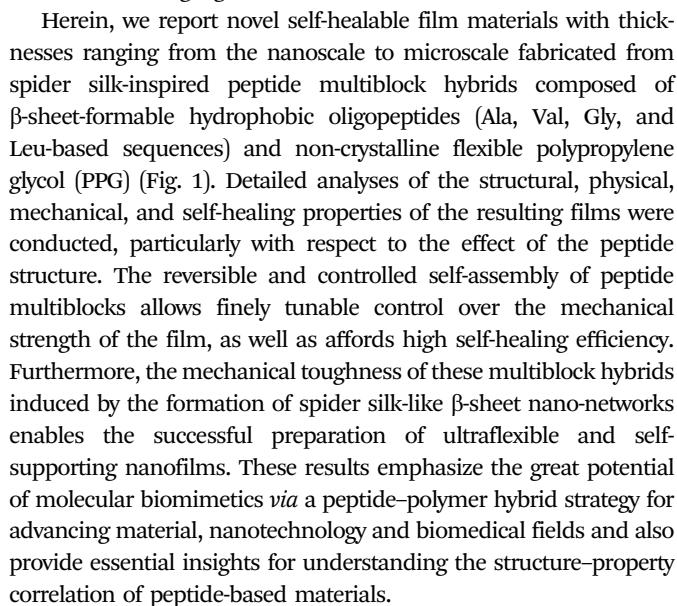 Herein, we report novel self-healable film materials with thick-
nesses ranging from the nanoscale to microscale fabricated from
spider silk-inspired peptide multiblock hybrids composed of
β-sheet-formable hydrophobic oligopeptides (Ala, Val, Gly, and
Leu-based sequences) and non-crystalline flexible polypropylene
glycol (PPG) (Fig. 1). Detailed analyses of the structural, physical,
mechanical, and self-healing properties of the resulting films were
conducted, particularly with respect to the effect of the peptide
structure. The reversible and controlled self-assembly of peptide
multiblocks allows finely tunable control over the mechanical
strength of the film, as well as affords high self-healing efficiency.
Furthermore, the mechanical toughness of these multiblock hybrids
induced by the formation of spider silk-like β-sheet nano-networks
enables the successful preparation of ultraflexible and self-
supporting nanofilms. These results emphasize the great potential
of molecular biomimetics via a peptide–polymer hybrid strategy for
advancing material, nanotechnology and biomedical fields and also
provide essential insights for understanding the structure–property
correlation of peptide-based materials.